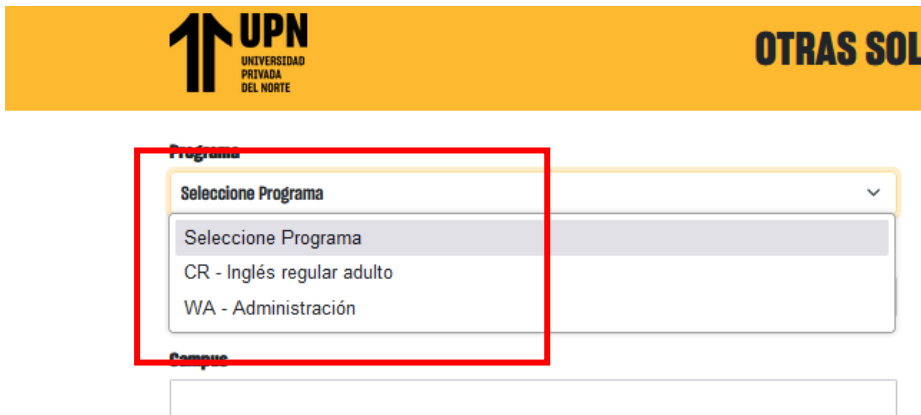 UPN
UNIVERSIDAD
PRIVADA
DEL NORTE
OTRAS SOL
Programa
Seleccione Programa
Seleccione Programa
CR - Inglés regular adulto
WA - Administración
Campus